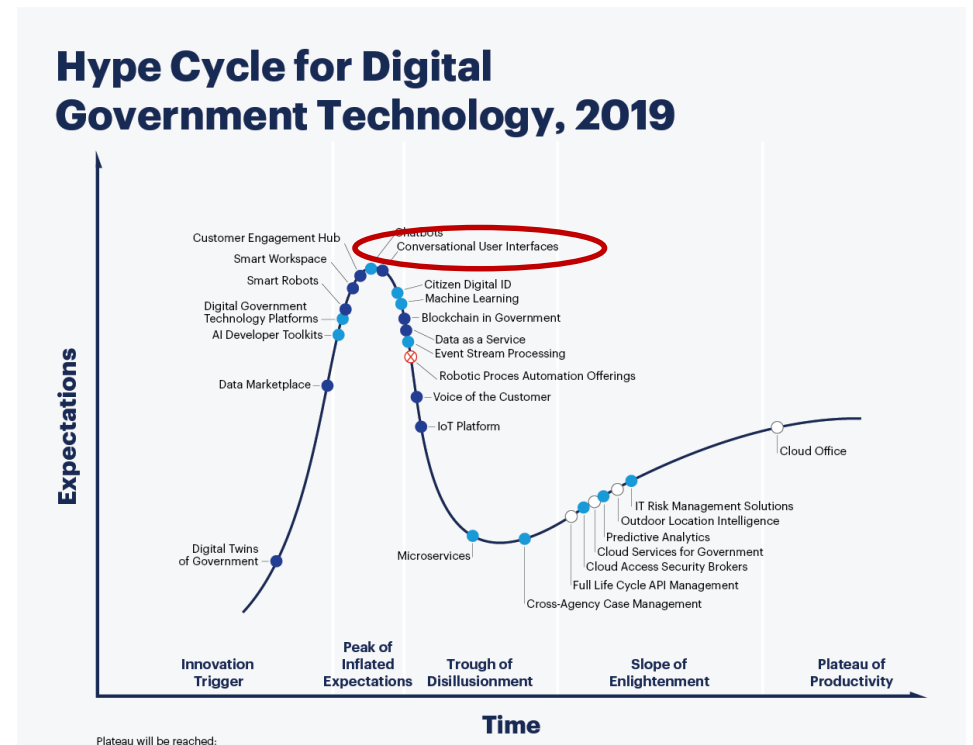 Hype Cycle for Digital
Government Technology, 2019
Expectations
Chatbots
Customer Engagement Hub
Conversational User Interfaces
Smart Workspace
Smart Robots
Citizen Digital ID
Machine Learning
Digital Government
Technology Platforms
Blockchain in Government
AI Developer Toolkits
Data as a Service
Event Stream Processing
Robotic Proces Automation Offerings
Data Marketplace
Voice of the Customer
IoT Platform
Cloud Office
IT Risk Management Solutions
Outdoor Location Intelligence
Predictive Analytics
Digital Twins
of Government
Microservices
Cloud Services for Government
Cloud Access Security Brokers
Full Life Cycle API Management
Cross-Agency Case Management
Innovation
Trigger
Peak of
Inflated
Expectations
Trough of
Disillusionment
Slope of
Enlightenment
Plateau of
Productivity
Time
Plateau will be reached: